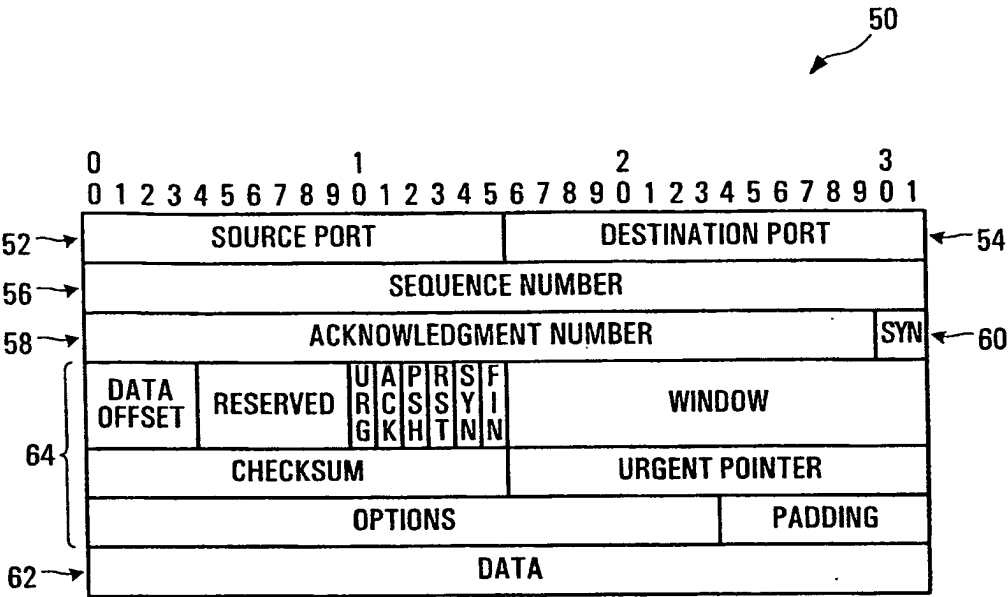 50
0 1 2 3
0 1 2 3 4 5 6 7 8 9 0 1 2 3 4 5 6 7 8 9 0 1 2 3 4 5 6 7 8 9 0 1
52 SOURCE PORT DESTINATION PORT 54
56 SEQUENCE NUMBER
58 ACKNOWLEDGMENT NUMBER SYN 60
64 DATA OFFSET RESERVED URG ACK PSH RST SYN FIN WINDOW
CHECKSUM URGENT POINTER
OPTIONS PADDING
62 DATA